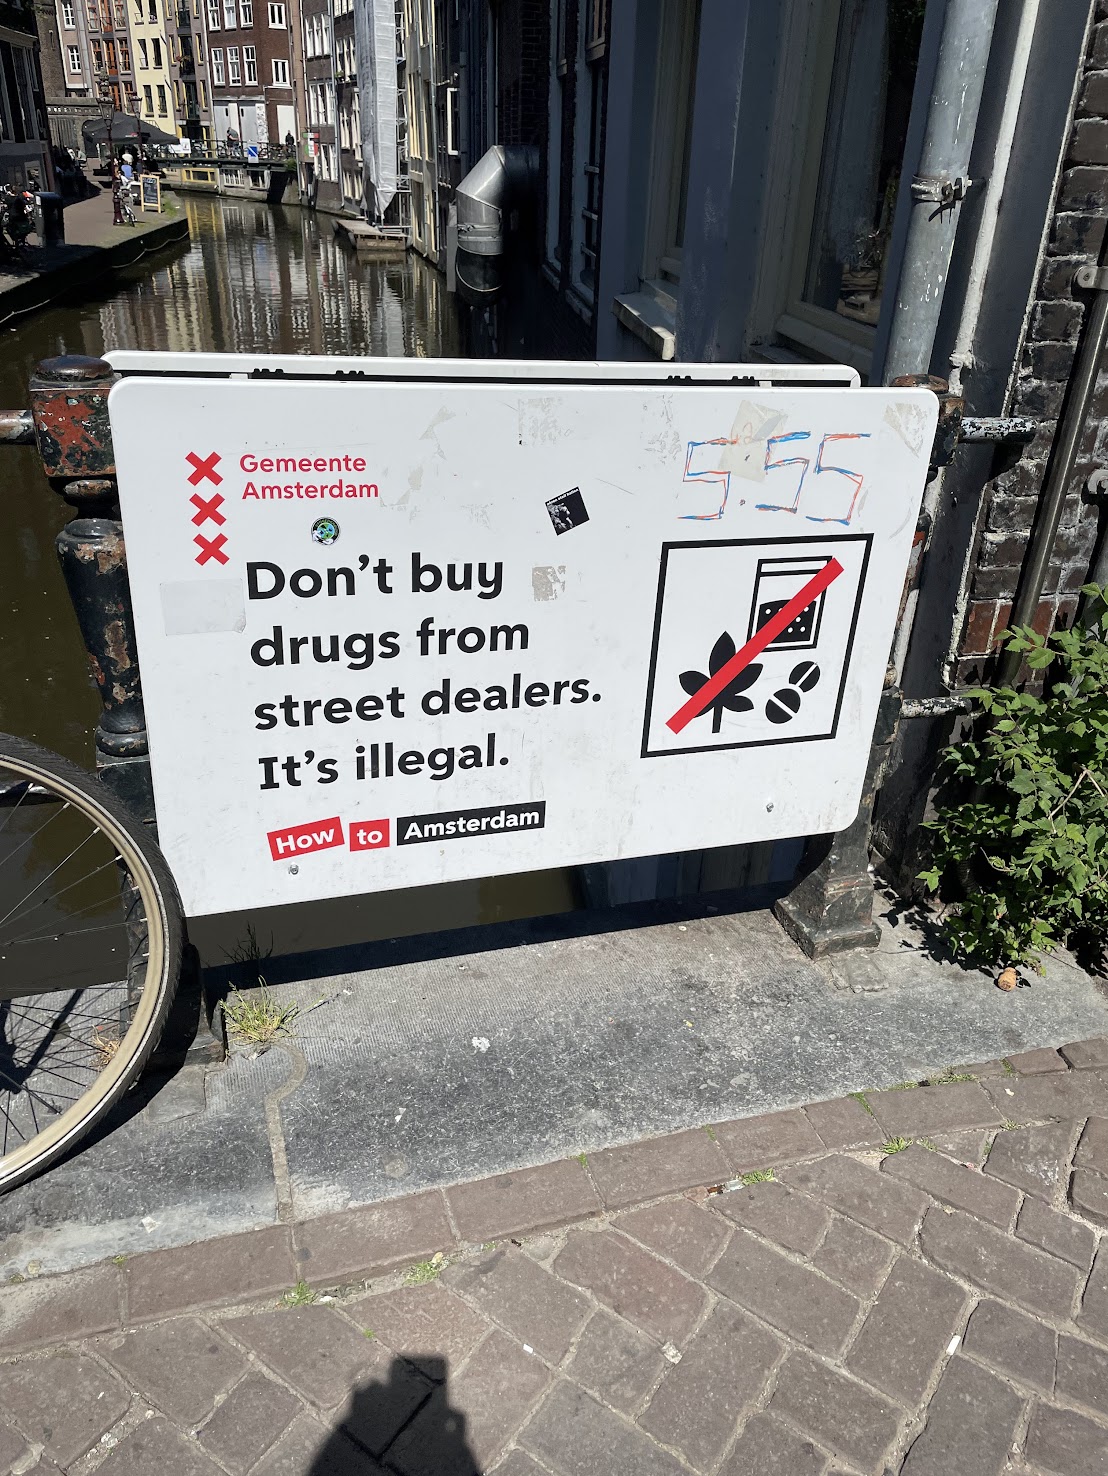 Gemeente
Amsterdam
5.55
Don't buy
drugs from
street dealers.
It's illegal.
How to Amsterdam